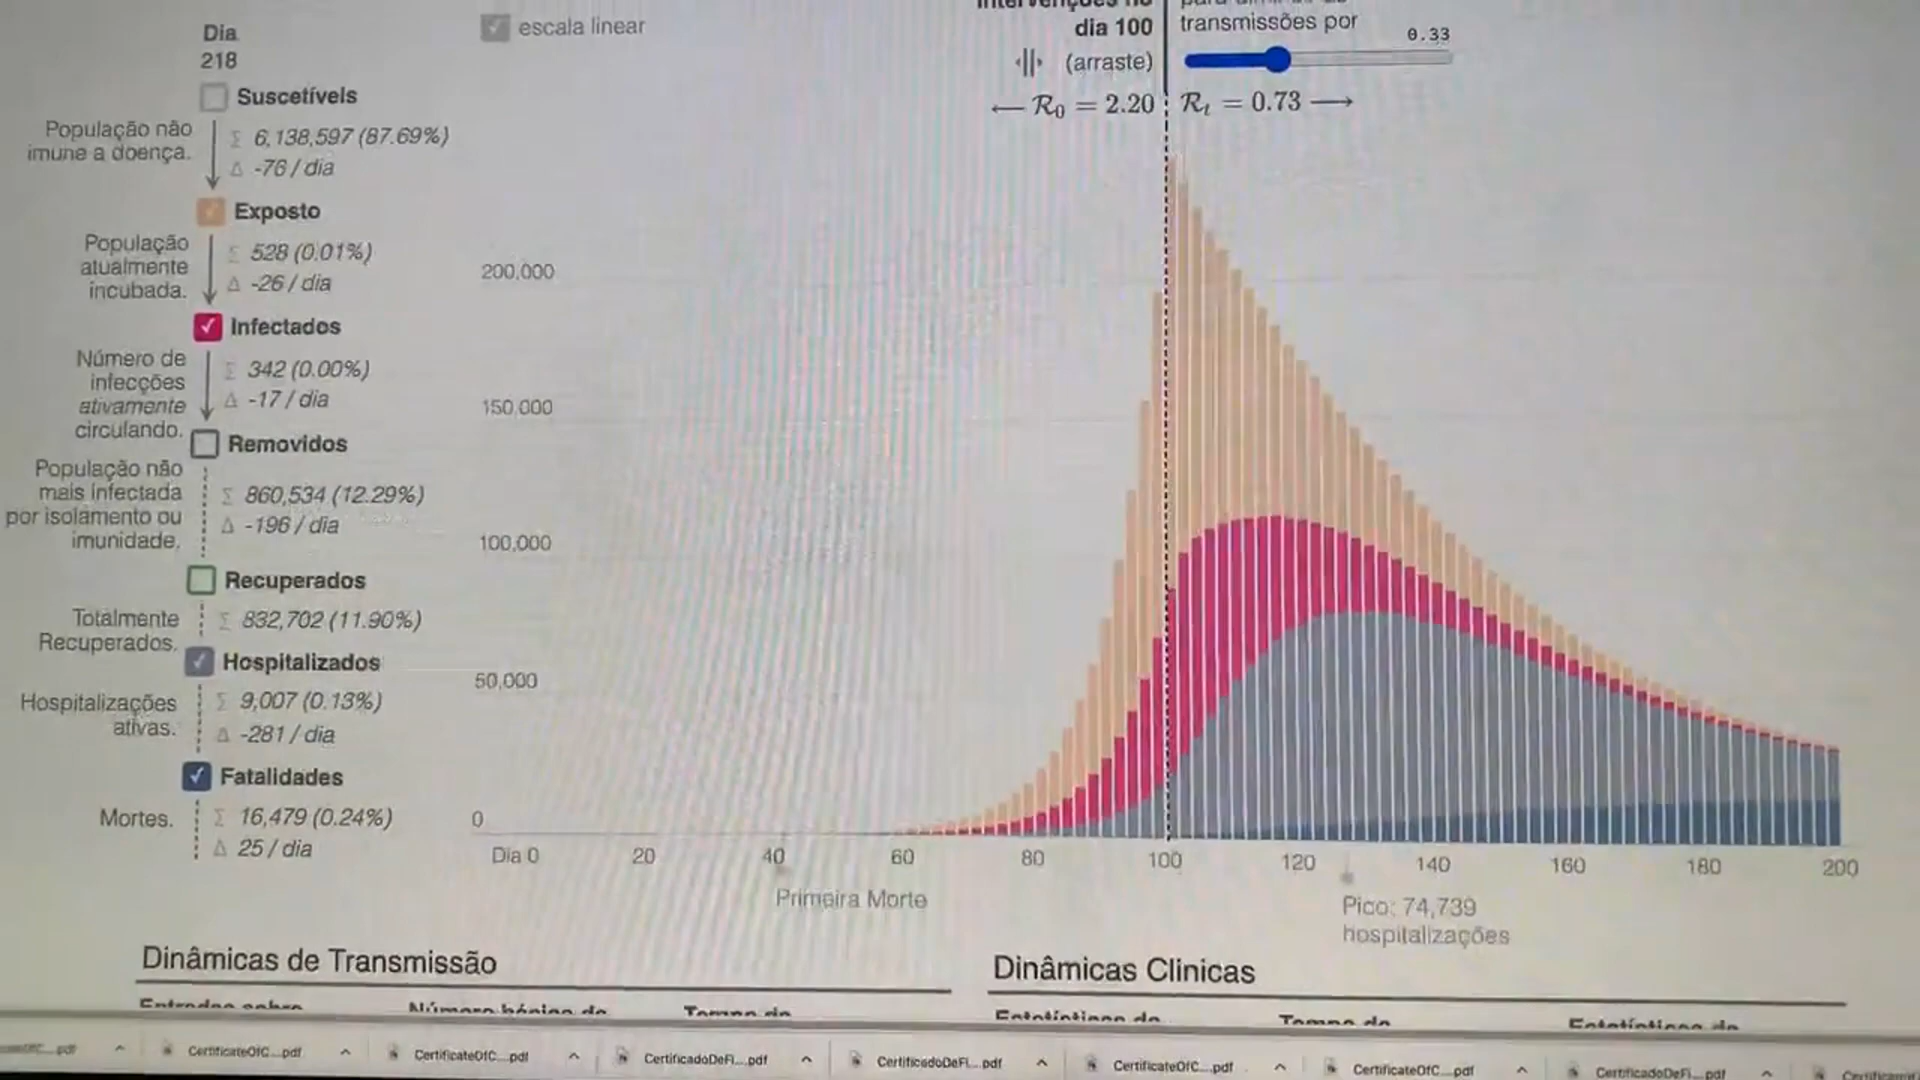 Dia
218
Suscetíveis
População não
imune a doença.
Σ 6,138,597 (87.69%)
Δ -76 / dia
Exposto
População
atualmente
incubada.
Σ 528 (0.01%)
Δ -26 / dia
Infectados
Número de
infecções
ativamente
circulando.
Σ 342 (0.00%)
Δ -17 / dia
Removidos
População não
mais infectada
por isolamento ou
imunidade.
Σ 860,534 (12.29%)
Δ -196 / dia
Recuperados
Totalmente
Recuperados.
Σ 832,702 (11.90%)
Hospitalizados
Hospitalizações
ativas.
Σ 9,007 (0.13%)
Δ -281 / dia
Fatalidades
Mortes.
Σ 16,479 (0.24%)
Δ 25 / dia
✓ escala linear
dia 100
(arraste)
transmissões por
0.33
← R₀ = 2.20
Rₜ = 0.73 →
200,000
150,000
100,000
50,000
0
Dia 0 20 40 60 80 100 120 140 160 180 200
Primeira Morte
Pico: 74,739
hospitalizações
Dinâmicas de Transmissão
Dinâmicas Clinicas
CertificateOfC....pdf
CertificateOfC....pdf
CertificadoDeFi....pdf
CertificadoDeFi....pdf
CertificateOfC....pdf
CertificateOfC....pdf
CertificadoDeFi....pdf